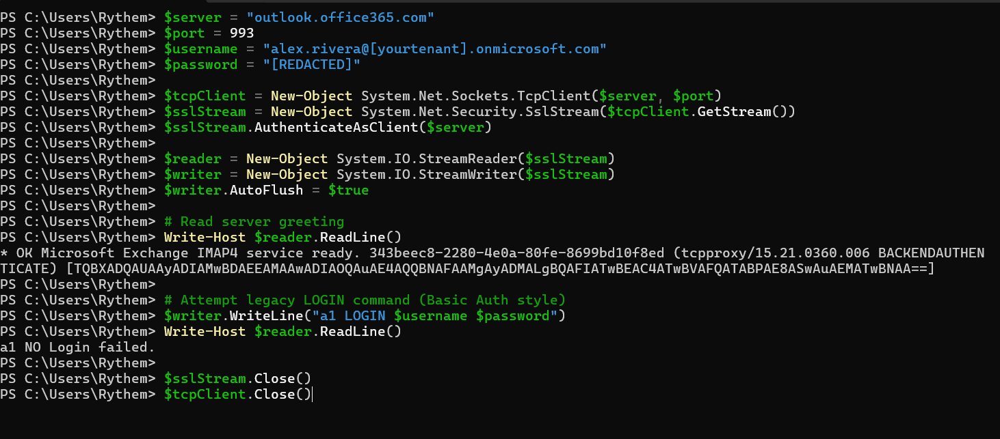 PS C:\Users\Rythem> $server = "outlook.office365.com"
PS C:\Users\Rythem> $port = 993
PS C:\Users\Rythem> $username = "alex.rivera@[yourtenant].onmicrosoft.com"
PS C:\Users\Rythem> $password = "[REDACTED]"
PS C:\Users\Rythem>
PS C:\Users\Rythem> $tcpClient = New-Object System.Net.Sockets.TcpClient($server, $port)
PS C:\Users\Rythem> $sslStream = New-Object System.Net.Security.SslStream($tcpClient.GetStream())
PS C:\Users\Rythem> $sslStream.AuthenticateAsClient($server)
PS C:\Users\Rythem>
PS C:\Users\Rythem> $reader = New-Object System.IO.StreamReader($sslStream)
PS C:\Users\Rythem> $writer = New-Object System.IO.StreamWriter($sslStream)
PS C:\Users\Rythem> $writer.AutoFlush = $true
PS C:\Users\Rythem>
PS C:\Users\Rythem> # Read server greeting
PS C:\Users\Rythem> Write-Host $reader.ReadLine()
* OK Microsoft Exchange IMAP4 service ready. 343beec8-2280-4e0a-80fe-8699bd10f8ed (tcpproxy/15.21.0360.006 BACKENDAUTHEN
TICATE) [TQBXADQAUAAyADIAMwBDAEEAMAAwADIAOQAuAE4AQQBNAFAAMgAyADMALgBQAFIATwBEAC4ATwBVAFQATABPAE8ASwAuAEMATwBNAA==]
PS C:\Users\Rythem>
PS C:\Users\Rythem> # Attempt legacy LOGIN command (Basic Auth style)
PS C:\Users\Rythem> $writer.WriteLine("a1 LOGIN $username $password")
PS C:\Users\Rythem> Write-Host $reader.ReadLine()
a1 NO Login failed.
PS C:\Users\Rythem>
PS C:\Users\Rythem> $sslStream.Close()
PS C:\Users\Rythem> $tcpClient.Close()